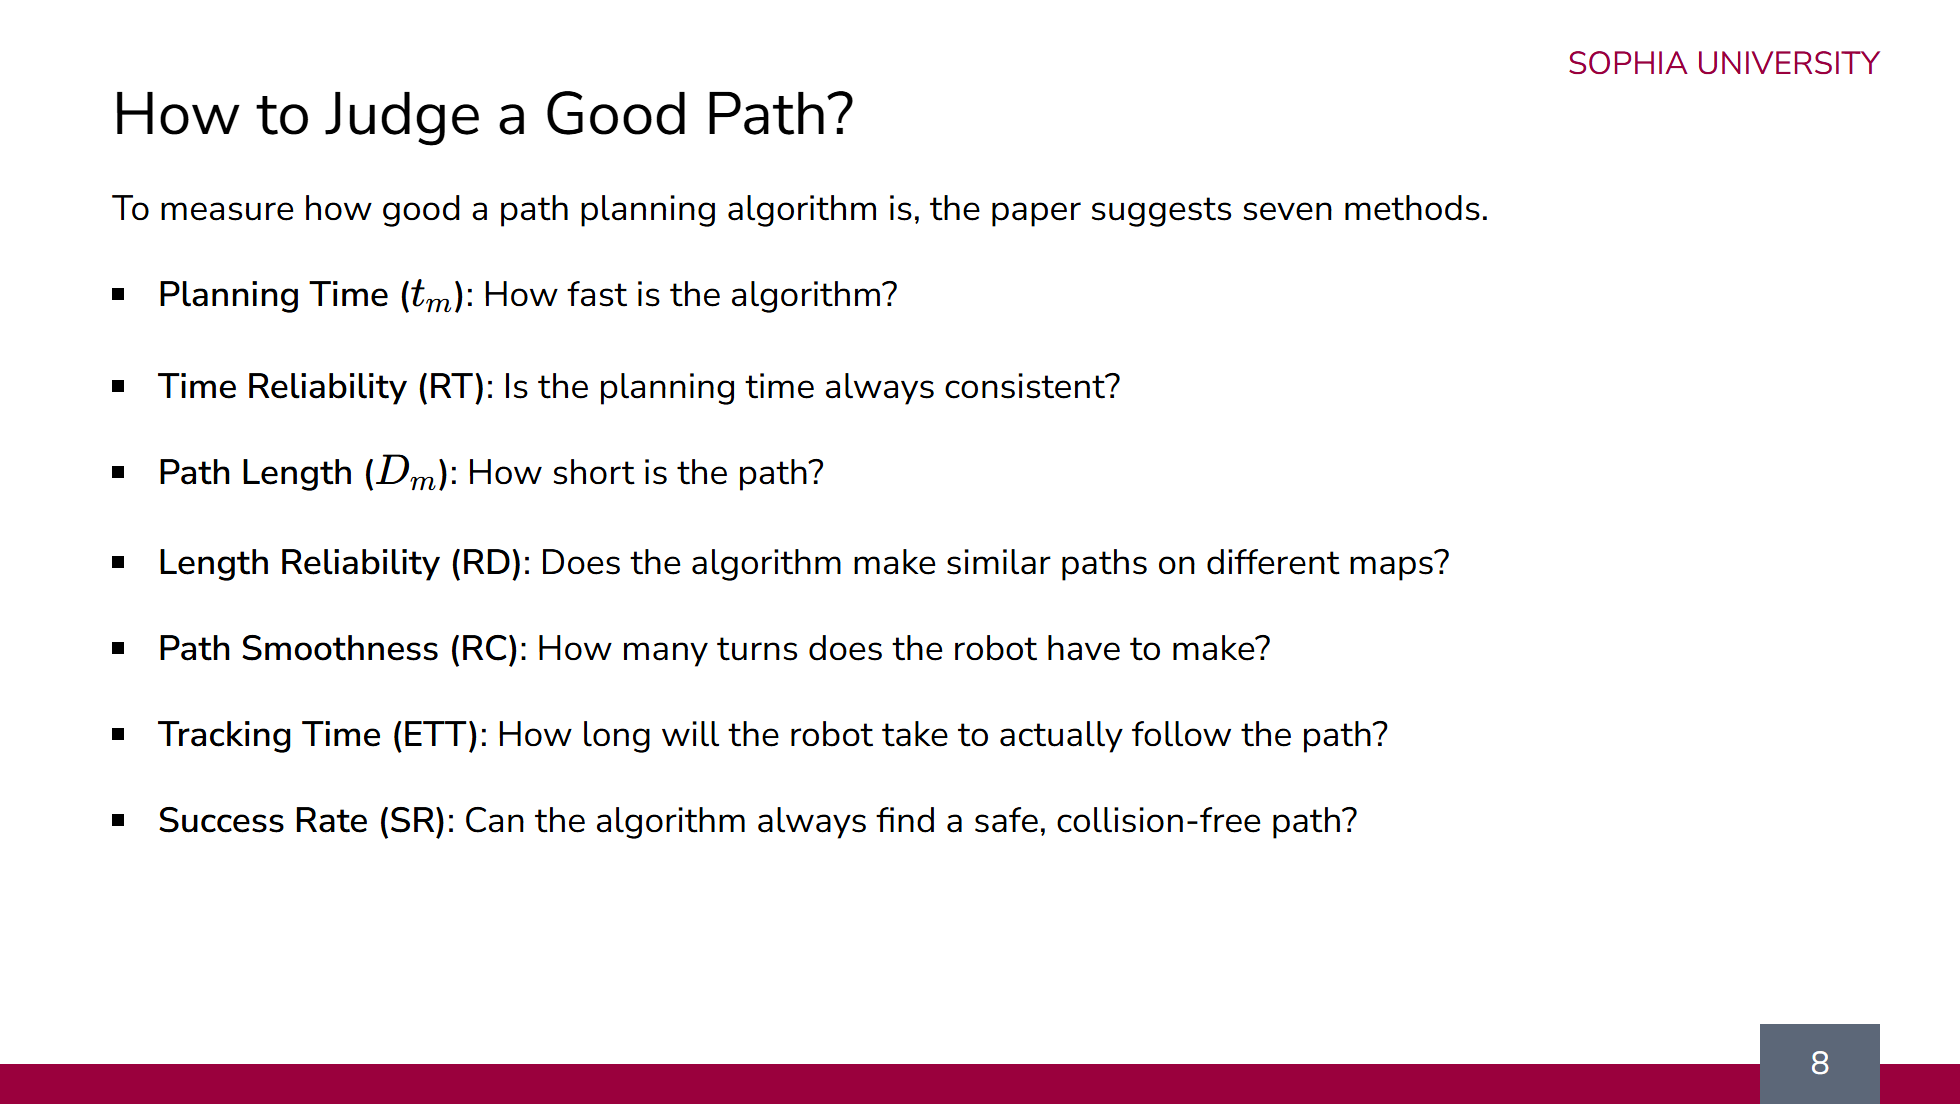 SOPHIA UNIVERSITY
How to Judge a Good Path?
To measure how good a path planning algorithm is, the paper suggests seven methods.
▪ Planning Time (tₘ): How fast is the algorithm?
▪ Time Reliability (RT): Is the planning time always consistent?
▪ Path Length (Dₘ): How short is the path?
▪ Length Reliability (RD): Does the algorithm make similar paths on different maps?
▪ Path Smoothness (RC): How many turns does the robot have to make?
▪ Tracking Time (ETT): How long will the robot take to actually follow the path?
▪ Success Rate (SR): Can the algorithm always find a safe, collision-free path?
8